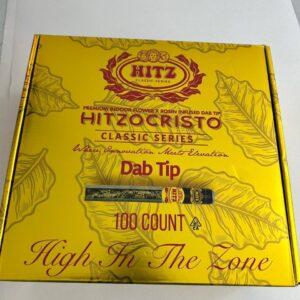 HITZ
CLASSIC SERIES
PREMIUM INDOOR FLOWER X ROSIN INFUSED DAB TIP
HITZOCRISTO
CLASSIC SERIES
Where Innovation Meets Elevation
Dab Tip
HITZ
100 COUNT
High In The Zone